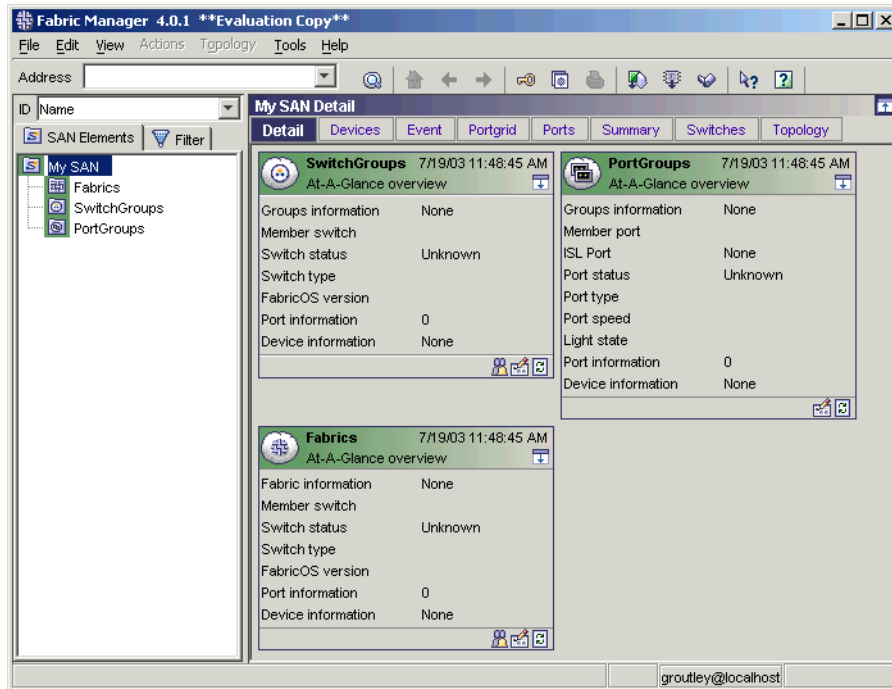 Fabric Manager 4.0.1 **Evaluation Copy**
File Edit View Actions Topology Tools Help
Address
ID Name
SAN Elements Filter
My SAN
Fabrics
SwitchGroups
PortGroups
My SAN Detail
Detail Devices Event Portgrid Ports Summary Switches Topology
SwitchGroups 7/19/03 11:48:45 AM
At-A-Glance overview
Groups information None
Member switch
Switch status Unknown
Switch type
FabricOS version
Port information 0
Device information None
PortGroups 7/19/03 11:48:45 AM
At-A-Glance overview
Groups information None
Member port
ISL Port None
Port status Unknown
Port type
Port speed
Light state
Port information 0
Device information None
Fabrics 7/19/03 11:48:45 AM
At-A-Glance overview
Fabric information None
Member switch
Switch status Unknown
Switch type
FabricOS version
Port information 0
Device information None
groutley@localhost